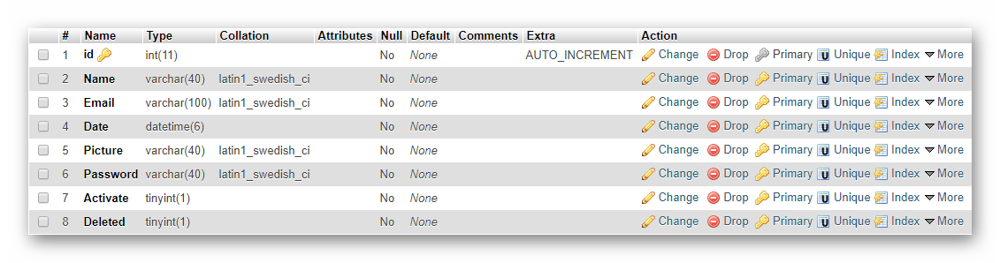 # Name Type Collation Attributes Null Default Comments Extra Action
1 id int(11) No None AUTO_INCREMENT Change Drop Primary Unique Index More
2 Name varchar(40) latin1_swedish_ci No None Change Drop Primary Unique Index More
3 Email varchar(100) latin1_swedish_ci No None Change Drop Primary Unique Index More
4 Date datetime(6) No None Change Drop Primary Unique Index More
5 Picture varchar(40) latin1_swedish_ci No None Change Drop Primary Unique Index More
6 Password varchar(40) latin1_swedish_ci No None Change Drop Primary Unique Index More
7 Activate tinyint(1) No None Change Drop Primary Unique Index More
8 Deleted tinyint(1) No None Change Drop Primary Unique Index More